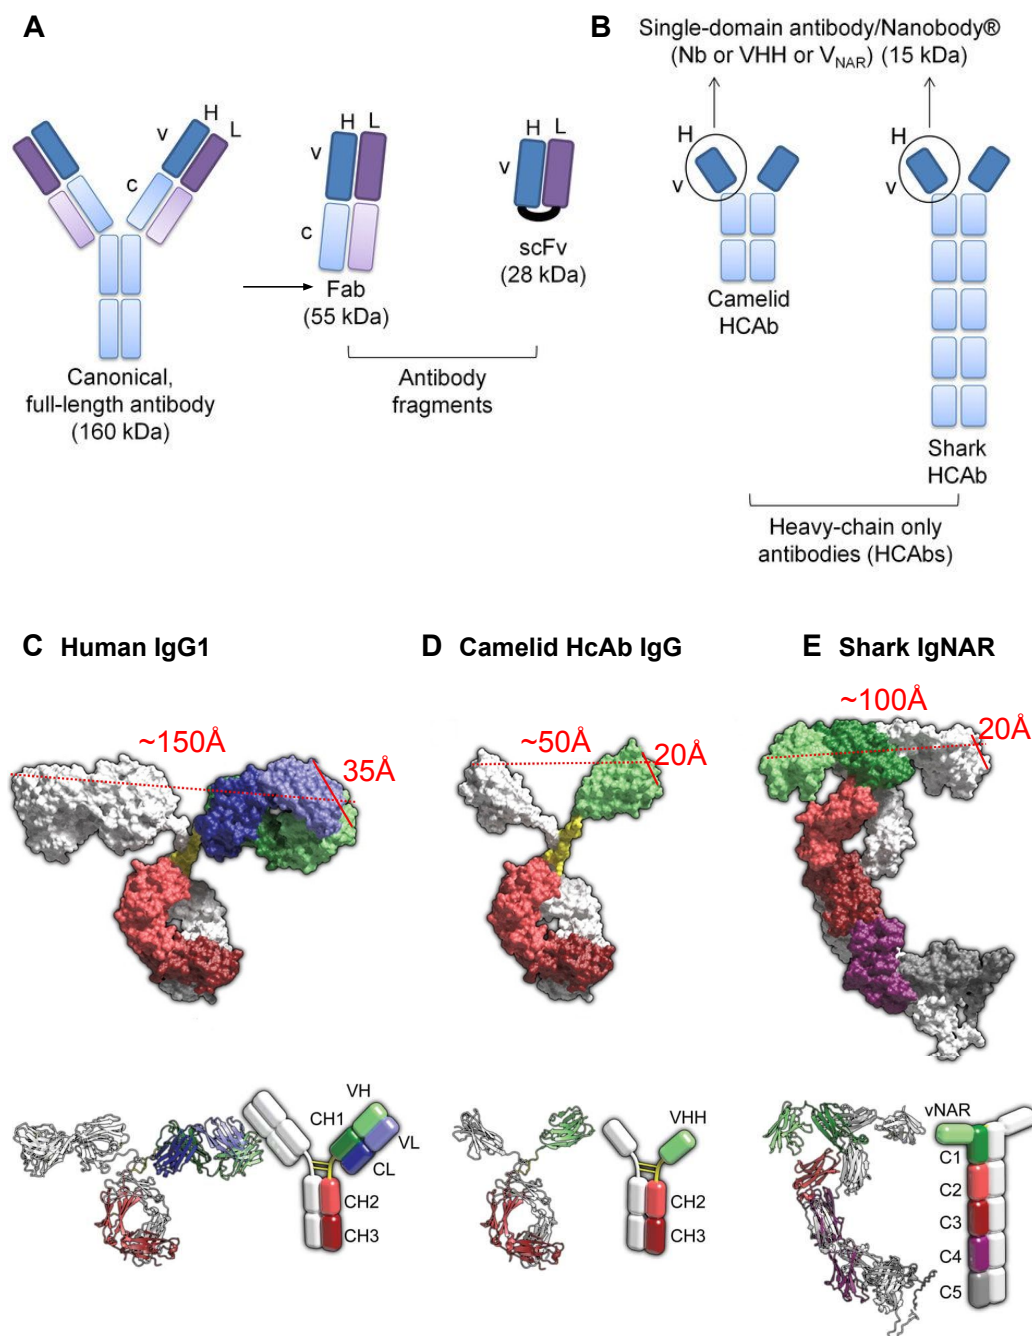 A
H
L
v
c
Canonical,
full-length antibody
(160 kDa)
H L
v
c
Fab
(55 kDa)
H L
v
scFv
(28 kDa)
Antibody
fragments
B
Single-domain antibody/Nanobody®
(Nb or VHH or VNAR) (15 kDa)
H
v
Camelid
HCAb
H
v
Shark
HCAb
Heavy-chain only
antibodies (HCAbs)
C Human IgG1
~150Å
35Å
VH
CH1
VL
CL
CH2
CH3
D Camelid HcAb IgG
~50Å
20Å
VHH
CH2
CH3
E Shark IgNAR
~100Å
20Å
vNAR
C1
C2
C3
C4
C5